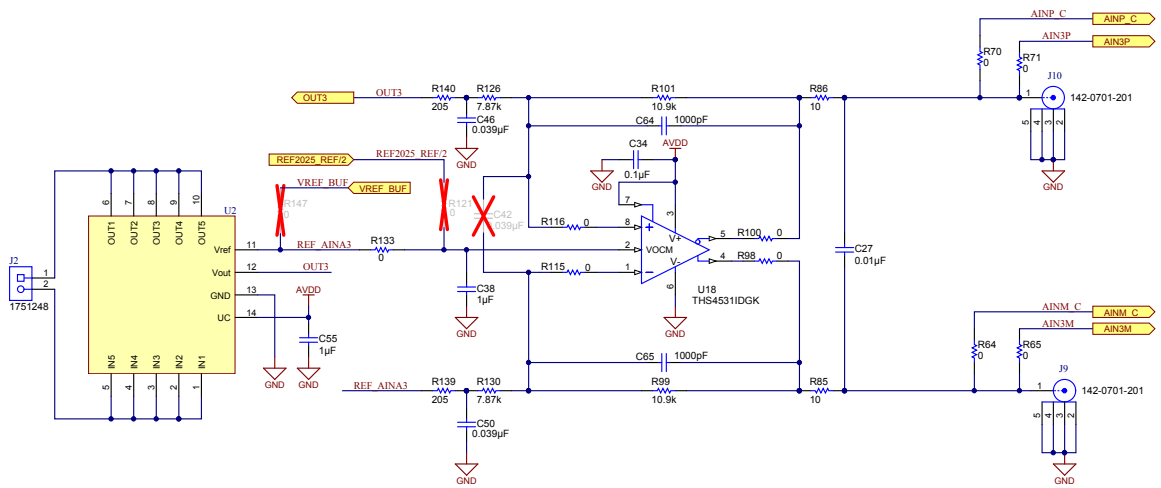 AINP_C
AINP_C
R70
0
R71
0
AIN3P
AIN3P
J10
1
142-0701-201
5
4
3
2
GND
OUT3
OUT3
R140
205
R126
7.87k
C46
0.039µF
GND
R101
10.9k
C64
1000pF
R86
10
REF2025_REF/2
REF2025_REF/2
VREF_BUF
VREF_BUF
R147
0
R121
0
C42
0.039µF
C34
0.1µF
GND
AVDD
7
3
R116
0
8
+
V+
5
R100
0
2
VOCM
R115
0
1
−
V-
4
R98
0
6
U18
THS4531IDGK
GND
C27
0.01µF
6
7
8
9
10
OUT1
OUT2
OUT3
OUT4
OUT5
U2
Vref
11
REF_AINA3
R133
0
Vout
12
OUT3
GND
13
AVDD
UC
14
C55
1µF
GND
GND
C38
1µF
GND
J2
1
2
1751248
IN5
IN4
IN3
IN2
IN1
5
4
3
2
1
REF_AINA3
R139
205
R130
7.87k
C50
0.039µF
GND
C65
1000pF
R99
10.9k
R85
10
AINM_C
AINM_C
R64
0
R65
0
AIN3M
AIN3M
J9
1
142-0701-201
5
4
3
2
GND